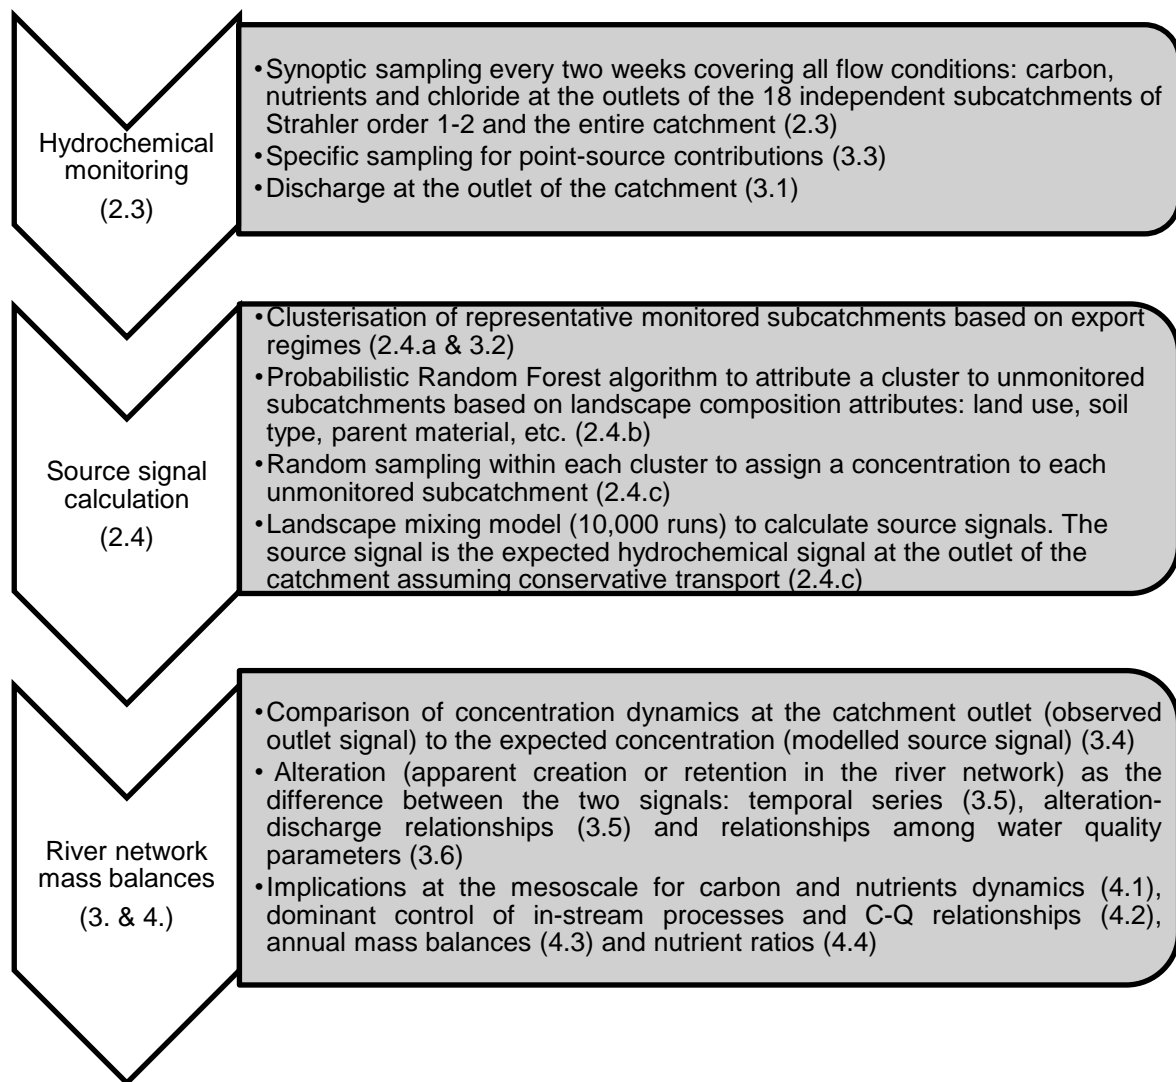 Hydrochemical
monitoring
(2.3)
•Synoptic sampling every two weeks covering all flow conditions: carbon,
nutrients and chloride at the outlets of the 18 independent subcatchments of
Strahler order 1-2 and the entire catchment (2.3)
•Specific sampling for point-source contributions (3.3)
•Discharge at the outlet of the catchment (3.1)
Source signal
calculation
(2.4)
•Clusterisation of representative monitored subcatchments based on export
regimes (2.4.a & 3.2)
•Probabilistic Random Forest algorithm to attribute a cluster to unmonitored
subcatchments based on landscape composition attributes: land use, soil
type, parent material, etc. (2.4.b)
•Random sampling within each cluster to assign a concentration to each
unmonitored subcatchment (2.4.c)
•Landscape mixing model (10,000 runs) to calculate source signals. The
source signal is the expected hydrochemical signal at the outlet of the
catchment assuming conservative transport (2.4.c)
River network
mass balances
(3. & 4.)
•Comparison of concentration dynamics at the catchment outlet (observed
outlet signal) to the expected concentration (modelled source signal) (3.4)
• Alteration (apparent creation or retention in the river network) as the
difference between the two signals: temporal series (3.5), alteration-
discharge relationships (3.5) and relationships among water quality
parameters (3.6)
•Implications at the mesoscale for carbon and nutrients dynamics (4.1),
dominant control of in-stream processes and C-Q relationships (4.2),
annual mass balances (4.3) and nutrient ratios (4.4)